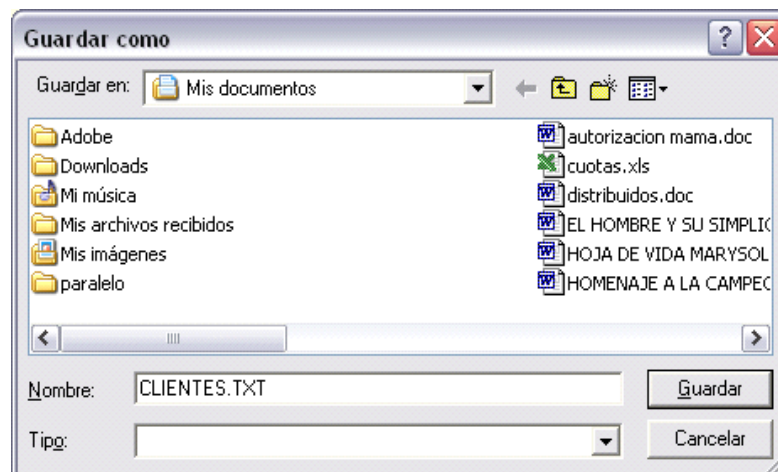 Guardar como
Guardar en: Mis documentos
Adobe
Downloads
Mi música
Mis archivos recibidos
Mis imágenes
paralelo
autorizacion mama.doc
cuotas.xls
distribuidos.doc
EL HOMBRE Y SU SIMPLIC
HOJA DE VIDA MARYSOL
HOMENAJE A LA CAMPEC
Nombre: CLIENTES.TXT
Guardar
Tipo:
Cancelar